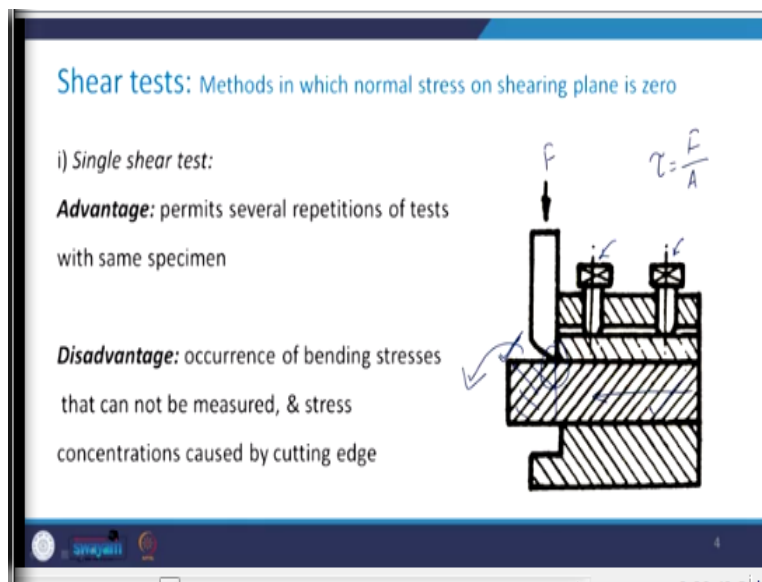 Shear tests: Methods in which normal stress on shearing plane is zero
i) Single shear test:
Advantage: permits several repetitions of tests
with same specimen
Disadvantage: occurrence of bending stresses
that can not be measured, & stress
concentrations caused by cutting edge
F
τ = F/A
swayam
4